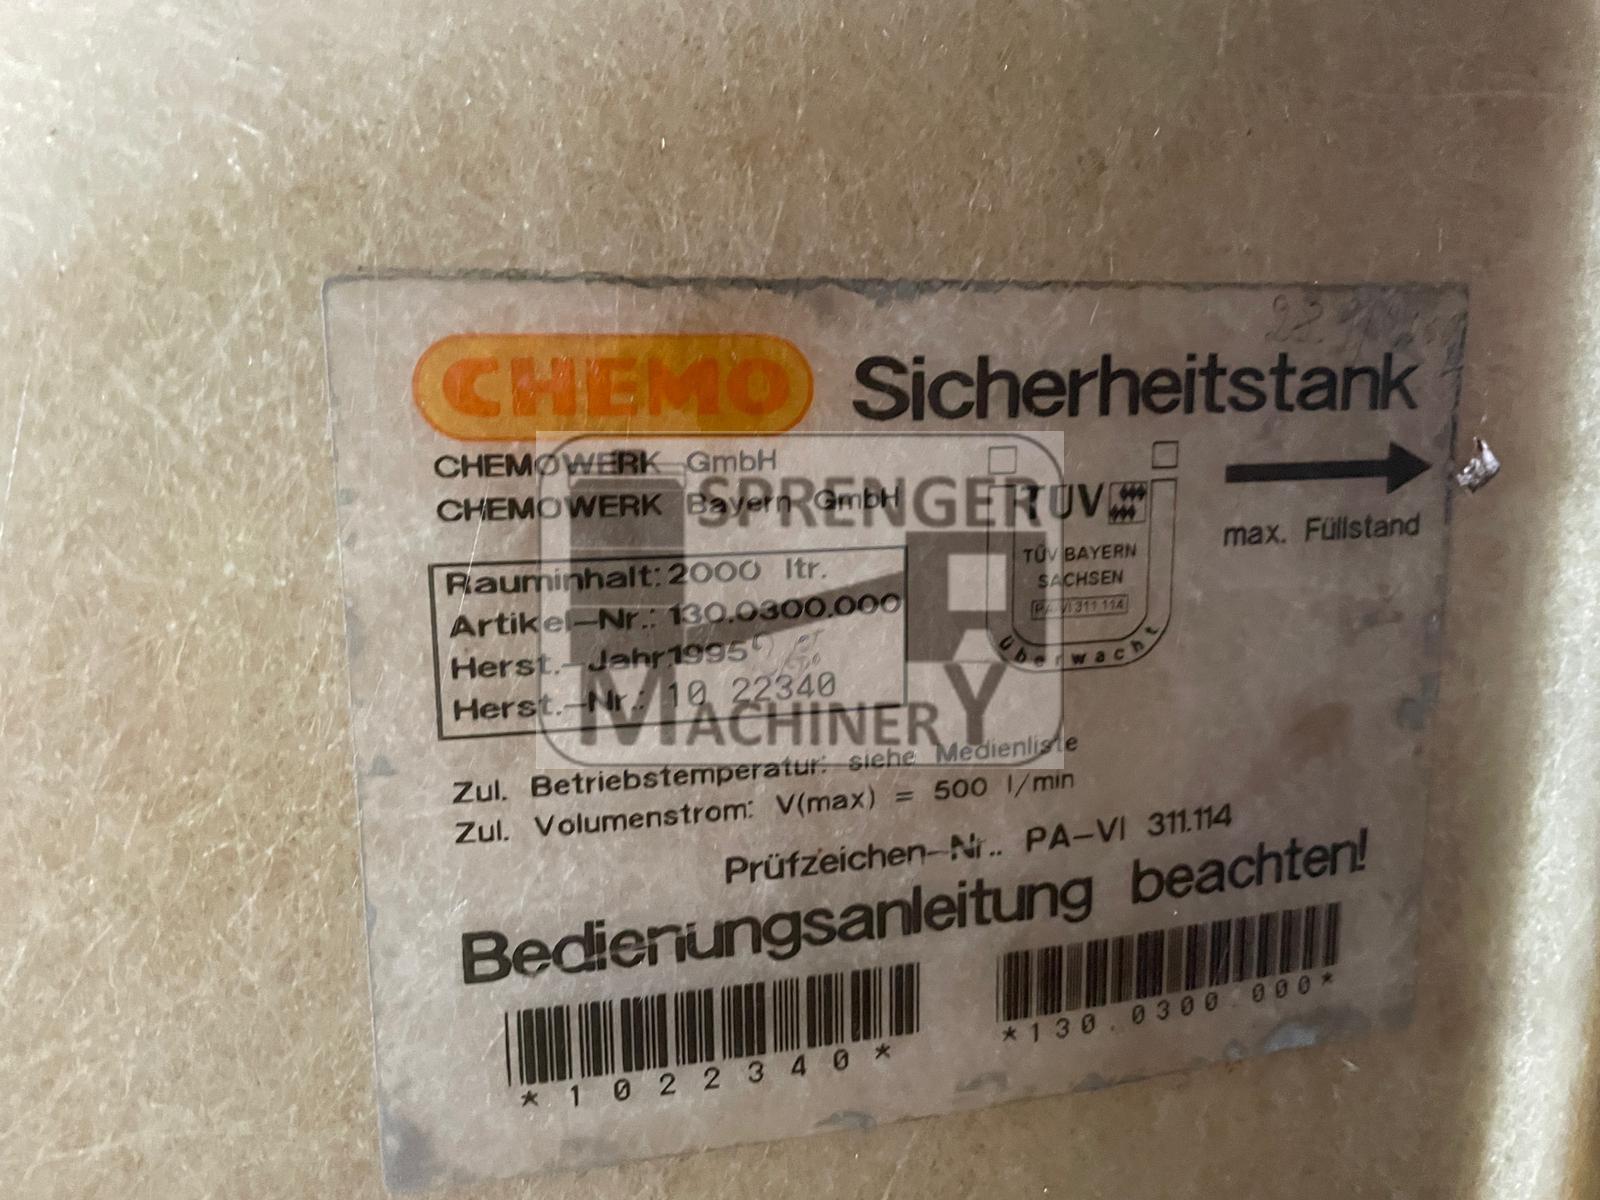 CHEMO Sicherheitstank
CHEMOWERK GmbH
CHEMOWERK Bayern GmbH
TÜV
TÜV BAYERN
SACHSEN
PA-VI 311 114
überwacht
max. Füllstand
Rauminhalt: 2000 ltr.
Artikel-Nr.: 130.0300.000
Herst.-Jahr 1995
Herst.-Nr.: 10 22340
SPRENGER
MACHINERY
Zul. Betriebstemperatur: siehe Medienliste
Zul. Volumenstrom: V(max) = 500 l/min
Prüfzeichen-Nr.. PA-VI 311.114
Bedienungsanleitung beachten!
*1022340*
*130.0300.000*